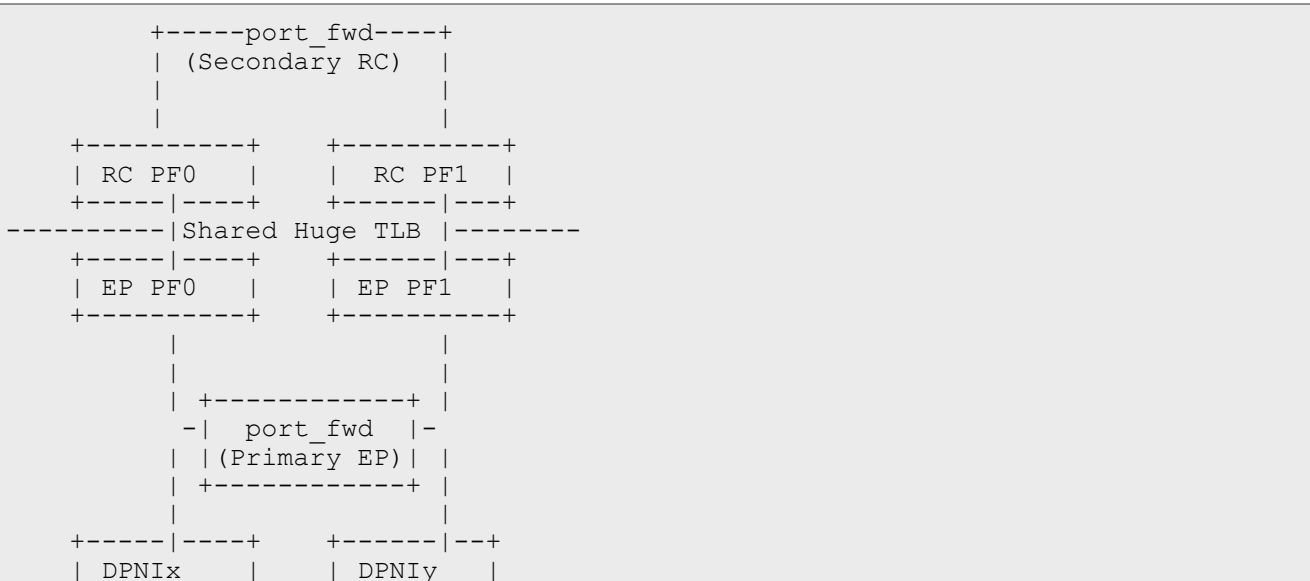 +-----port_fwd----+
         | (Secondary RC)  |
         |                 |
         |                 |
    +----------+    +----------+
    | RC PF0   |    |  RC PF1  |
    +-----|----+    +------|---+
----------|Shared Huge TLB |--------
    +-----|----+    +------|---+
    | EP PF0   |    | EP PF1   |
    +----------+    +----------+
          |                |
          |                |
          | +------------+ |
           -|  port_fwd  |-
          | |(Primary EP)| |
          | +------------+ |
          |                |
    +-----|----+    +------|--+
    | DPNIx    |    | DPNIy   |